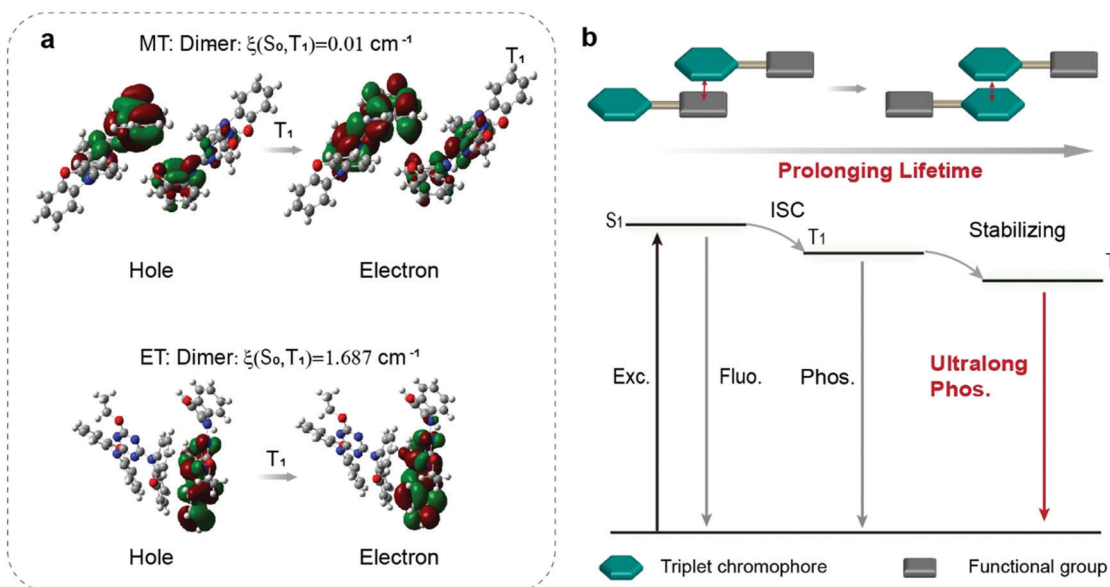 a
MT: Dimer: ξ(S₀,T₁)=0.01 cm⁻¹
T₁
T₁
Hole
Electron
ET: Dimer: ξ(S₀,T₁)=1.687 cm⁻¹
T₁
Hole
Electron
b
Prolonging Lifetime
S₁
ISC
T₁
Stabilizing
Exc.
Fluo.
Phos.
Ultralong
Phos.
Triplet chromophore
Functional group